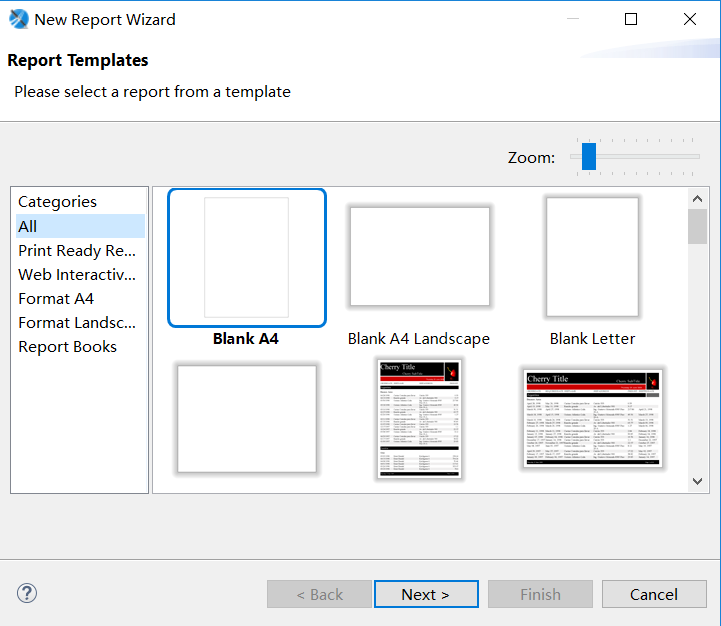 New Report Wizard
Report Templates
Please select a report from a template
Zoom:
Categories
All
Print Ready Re...
Web Interactiv...
Format A4
Format Landsc...
Report Books
Blank A4
Blank A4 Landscape
Blank Letter
Cherry Title
Cherry Title
< Back
Next >
Finish
Cancel